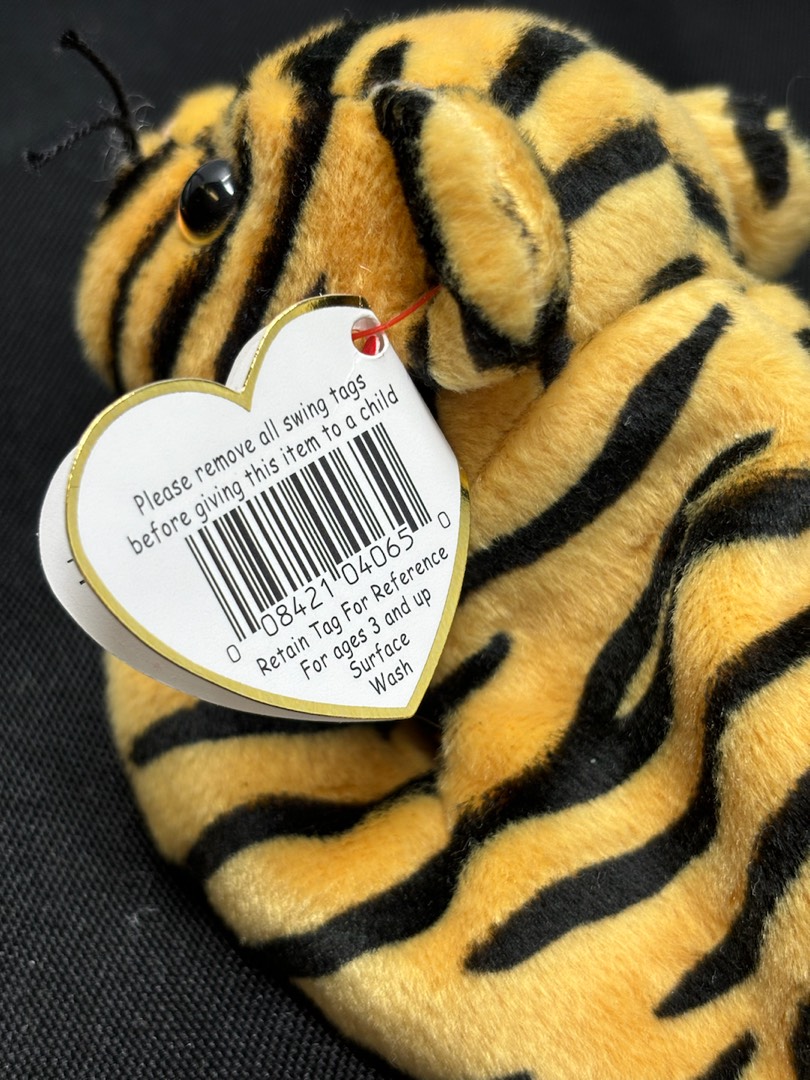 Please remove all swing tags
before giving this item to a child
0 08421 04065 0
Retain Tag For Reference
For ages 3 and up
Surface
Wash